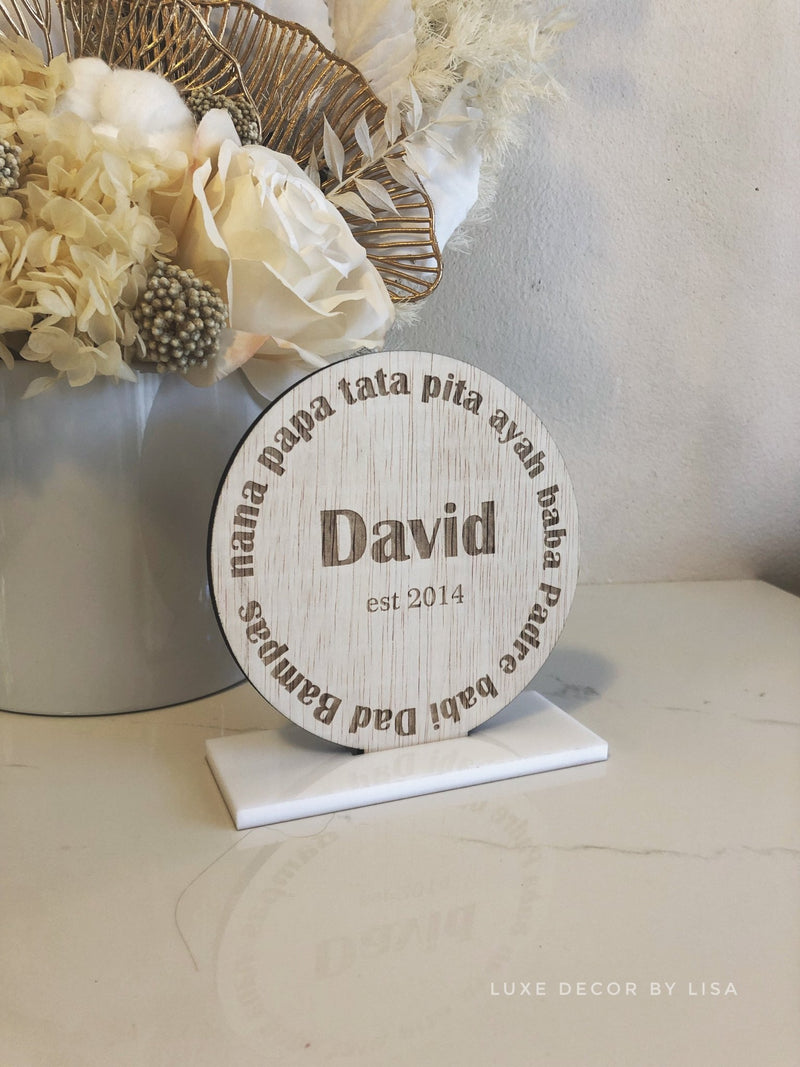 nana papa tata pita ayah baba Padre babi Dad Bampas
David
est 2014
LUXE DECOR BY LISA